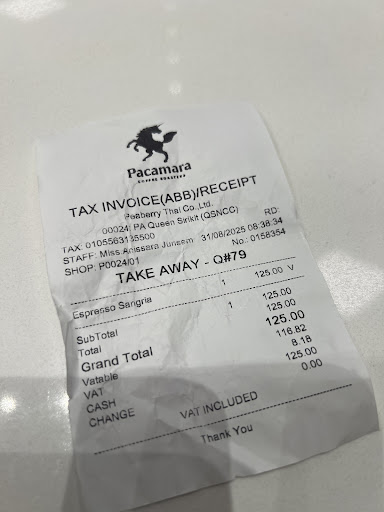 Pacamara
COFFEE ROASTERS
TAX INVOICE(ABB)/RECEIPT
Peaberry Thai Co.,Ltd.
00024 PA Queen Sirikit (QSNCC)
TAX: 0105563135500 RD:
STAFF: Miss.Anissara Junsem 31/08/2025 08:38:34
SHOP: P0024/01 No.: 0158354
TAKE AWAY - Q#79
Espresso Sangria 1 125.00 V
SubTotal 1 125.00
Total 125.00
Grand Total 125.00
Vatable 116.82
VAT 8.18
CASH 125.00
CHANGE 0.00
VAT INCLUDED
Thank You